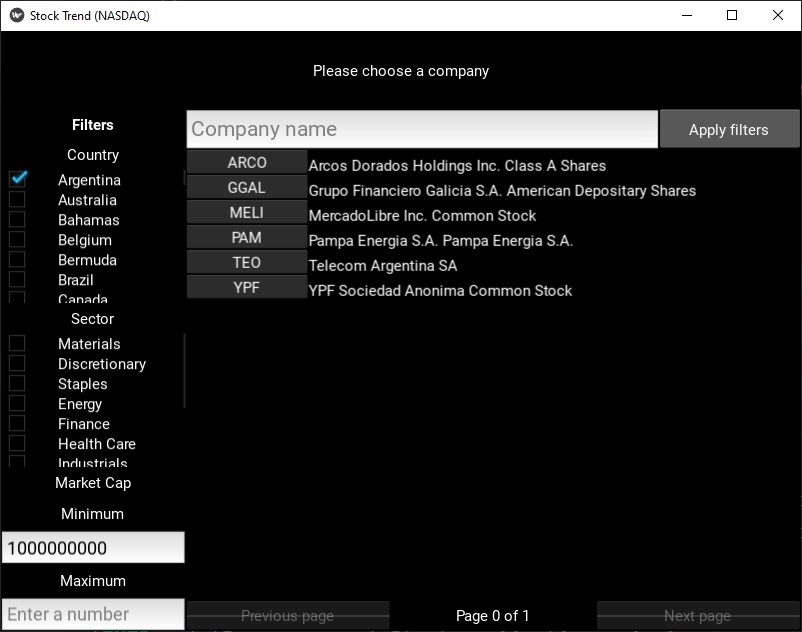 Stock Trend (NASDAQ)
Please choose a company
Filters
Company name
Apply filters
Country
Argentina
Australia
Bahamas
Belgium
Bermuda
Brazil
Canada
ARCO Arcos Dorados Holdings Inc. Class A Shares
GGAL Grupo Financiero Galicia S.A. American Depositary Shares
MELI MercadoLibre Inc. Common Stock
PAM Pampa Energia S.A. Pampa Energia S.A.
TEO Telecom Argentina SA
YPF YPF Sociedad Anonima Common Stock
Sector
Materials
Discretionary
Staples
Energy
Finance
Health Care
Industrials
Market Cap
Minimum
1000000000
Maximum
Enter a number
Previous page
Page 0 of 1
Next page